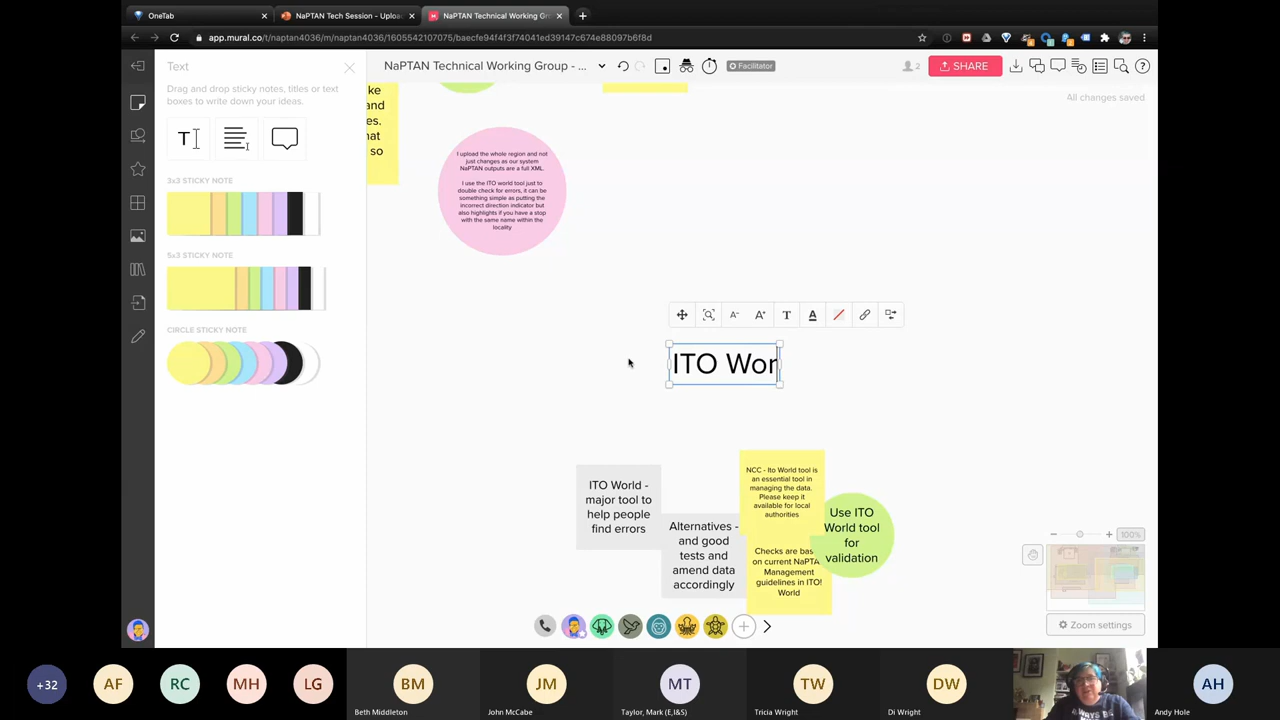 OneTab
NaPTAN Tech Session - Uploa
NaPTAN Technical Working Gr
app.mural.co/t/naptan4036/m/naptan4036/1605542107075/baecfe94f4f3f74041ed39147c674e88097b6f8d
Text
NaPTAN Technical Working Group - ...
Facilitator
2
SHARE
All changes saved
Drag and drop sticky notes, titles or text
boxes to write down your ideas.
T
3x3 STICKY NOTE
5x3 STICKY NOTE
CIRCLE STICKY NOTE
ke
and
es.
hat
so
I upload the whole region and not
just changes as our system
NaPTAN outputs are a full XML.
I use the ITO world tool just to
double check for errors, it can be
something simple as putting the
incorrect direction indicator but
also highlights if you have a stop
with the same name within the
locality
A-
A+
T
A
ITO Wor
ITO World -
major tool to
help people
find errors
Alternatives -
and good
tests and
amend data
accordingly
NCC - Ito World tool is
an essential tool in
managing the data.
Please keep it
available for local
authorities
Checks are bas
on current NaPTA
Management
guidelines in ITO!
World
Use ITO
World tool
for
validation
100%
Zoom settings
+32
AF
RC
MH
LG
BM
Beth Middleton
JM
John McCabe
MT
Taylor, Mark (E,I&S)
TW
Tricia Wright
DW
Di Wright
AH
Andy Hole